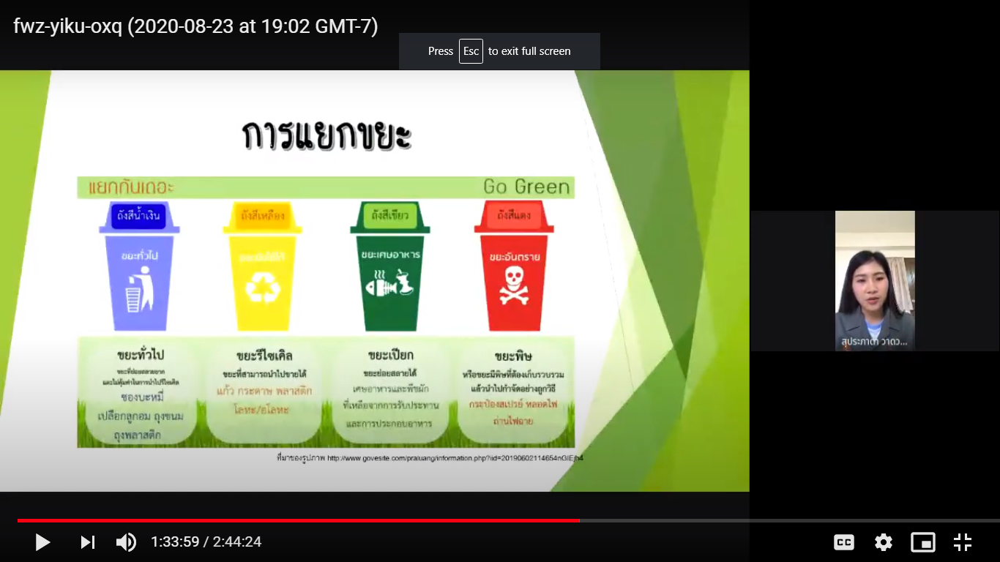 fwz-yiku-oxq (2020-08-23 at 19:02 GMT-7)
Press Esc to exit full screen
การแยกขยะ
แยกกันเถอะ Go Green
ถังสีน้ำเงิน ถังสีเหลือง ถังสีเขียว ถังสีแดง
ขยะทั่วไป ขยะเศษอาหาร ขยะอันตราย
ขยะทั่วไป
ขยะที่ย่อยสลายยาก
และไม่คุ้มค่าในการนำไปรีไซเคิล
ซองบะหมี่
เปลือกลูกอม ถุงขนม
ถุงพลาสติก
ขยะรีไซเคิล
ขยะที่สามารถนำไปขายได้
แก้ว กระดาษ พลาสติก
โลหะ/อโลหะ
ขยะเปียก
ขยะย่อยสลายได้
เศษอาหารและพืชผัก
ที่เหลือจากการรับประทาน
และการประกอบอาหาร
ขยะพิษ
หรือขยะมีพิษที่ต้องเก็บรวบรวม
แล้วนำไปกำจัดอย่างถูกวิธี
กระป๋องสเปรย์ หลอดไฟ
ถ่านไฟฉาย
ที่มาของรูปภาพ http://www.govesite.com/praluang/information.php?iid=20190602114654nGlEjh4
สุประภาดา วาดว...
1:33:59 / 2:44:24
CC